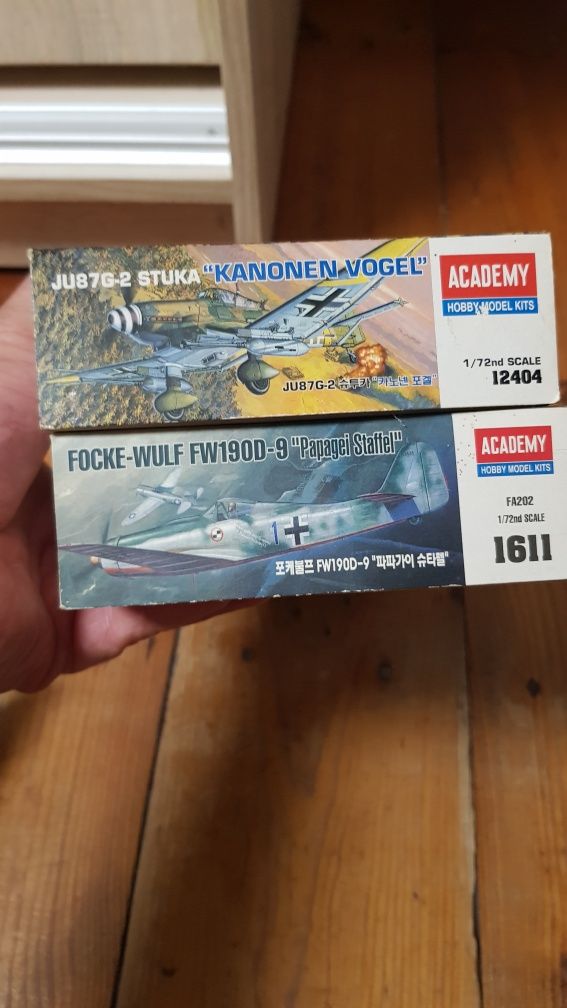 JU87G-2 STUKA "KANONEN VOGEL"
JU87G-2 슈투카 "카노넨 포겔"
ACADEMY
HOBBY MODEL KITS
1/72nd SCALE
12404
FOCKE-WULF FW190D-9 "Papagei Staffel"
1
포케불프 FW190D-9 "파파가이 슈타펠"
ACADEMY
HOBBY MODEL KITS
FA202
1/72nd SCALE
1611